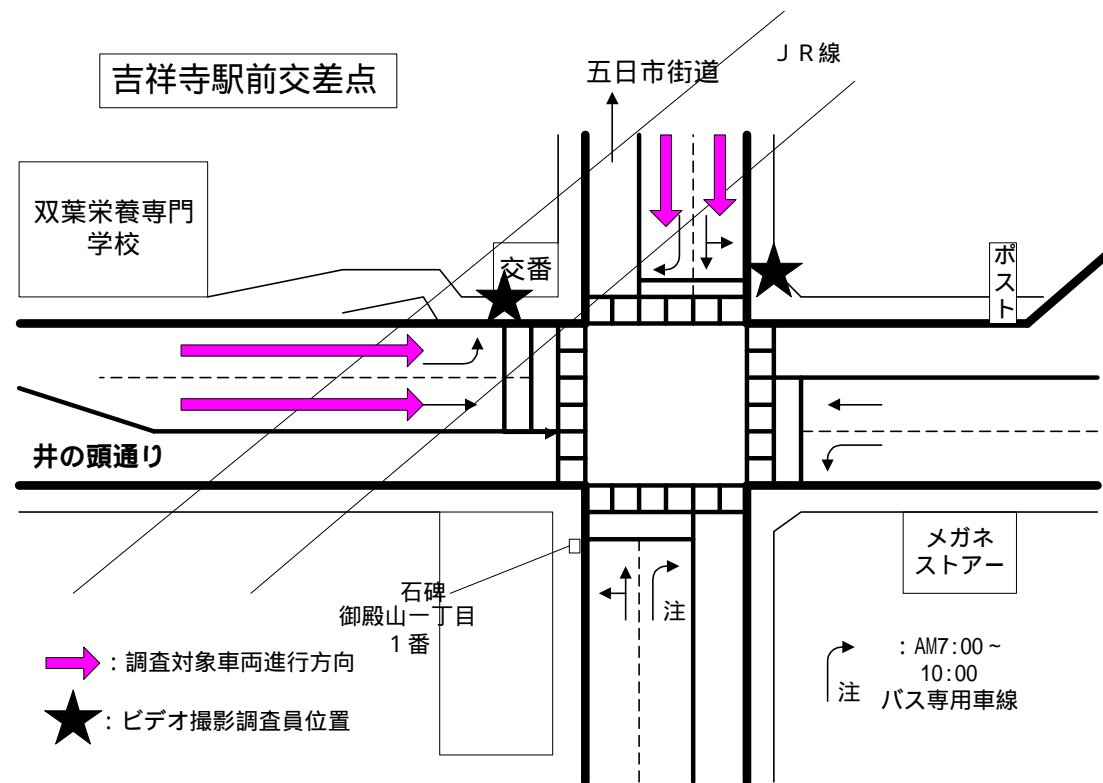 吉祥寺駅前交差点
五日市街道
ＪＲ線
双葉栄養専門
学校
交番
ポスト
井の頭通り
メガネ
ストアー
石碑
御殿山一丁目
１番
注
：調査対象車両進行方向
：ビデオ撮影調査員位置
注
：AM7:00～
10:00
バス専用車線